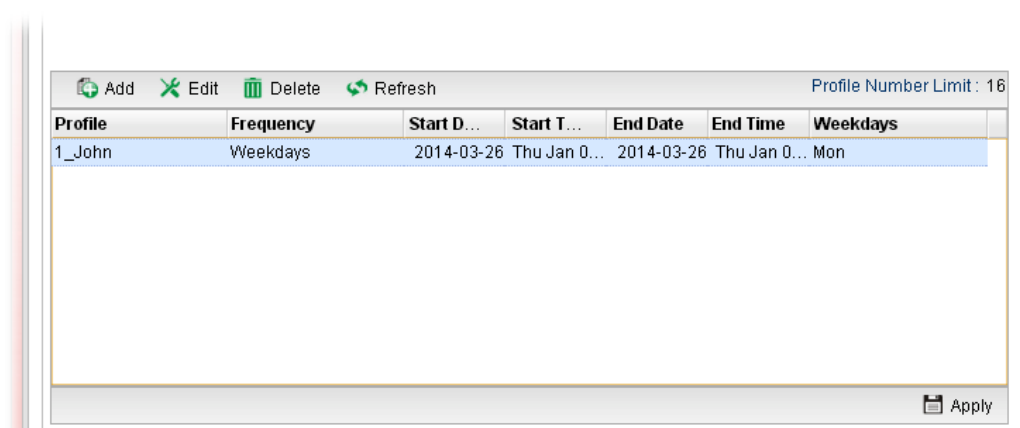 Add Edit Delete Refresh Profile Number Limit : 16
Profile Frequency Start D... Start T... End Date End Time Weekdays
1_John Weekdays 2014-03-26 Thu Jan 0... 2014-03-26 Thu Jan 0... Mon
Apply